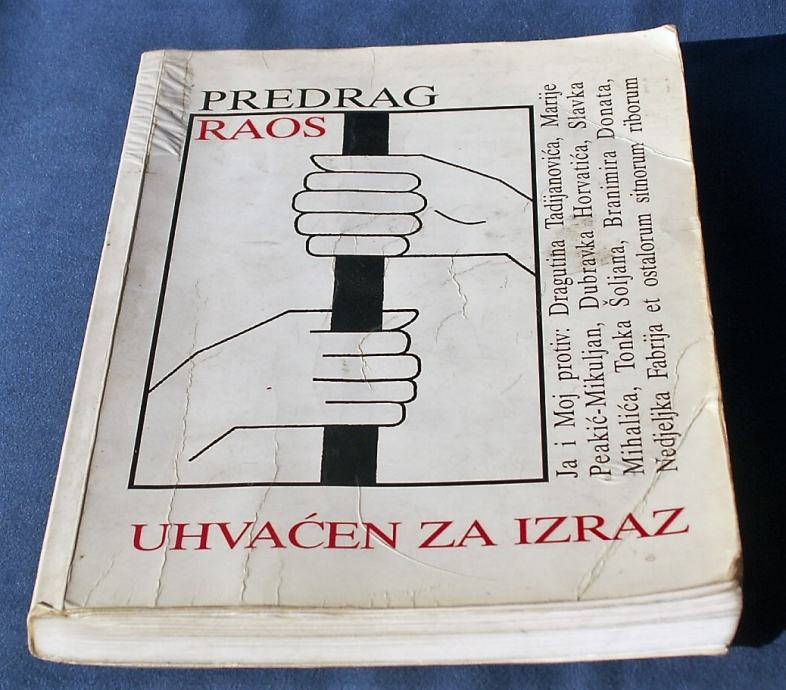 PREDRAG
RAOS
Ja i Moj protiv: Dragutina Tadijanovića, Marije
Peakić-Mikuljan, Dubravka Horvatića, Slavka
Mihalića, Tonka Šoljana, Branimira Donata,
Nedjeljka Fabrija et ostalorum sitnorum riborum
UHVAĆEN ZA IZRAZ